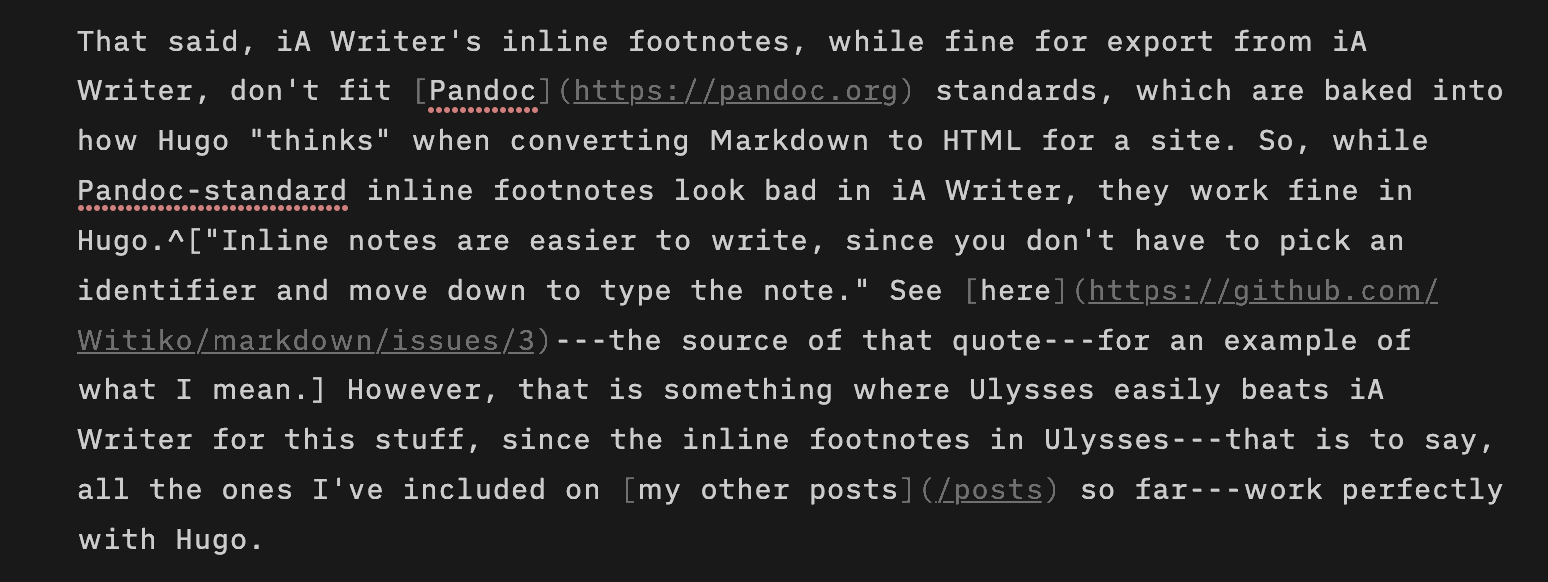 That said, iA Writer's inline footnotes, while fine for export from iA
Writer, don't fit [Pandoc](https://pandoc.org) standards, which are baked into
how Hugo "thinks" when converting Markdown to HTML for a site. So, while
Pandoc-standard inline footnotes look bad in iA Writer, they work fine in
Hugo.^["Inline notes are easier to write, since you don't have to pick an
identifier and move down to type the note." See [here](https://github.com/
Witiko/markdown/issues/3)---the source of that quote---for an example of
what I mean.] However, that is something where Ulysses easily beats iA
Writer for this stuff, since the inline footnotes in Ulysses---that is to say,
all the ones I've included on [my other posts](/posts) so far---work perfectly
with Hugo.